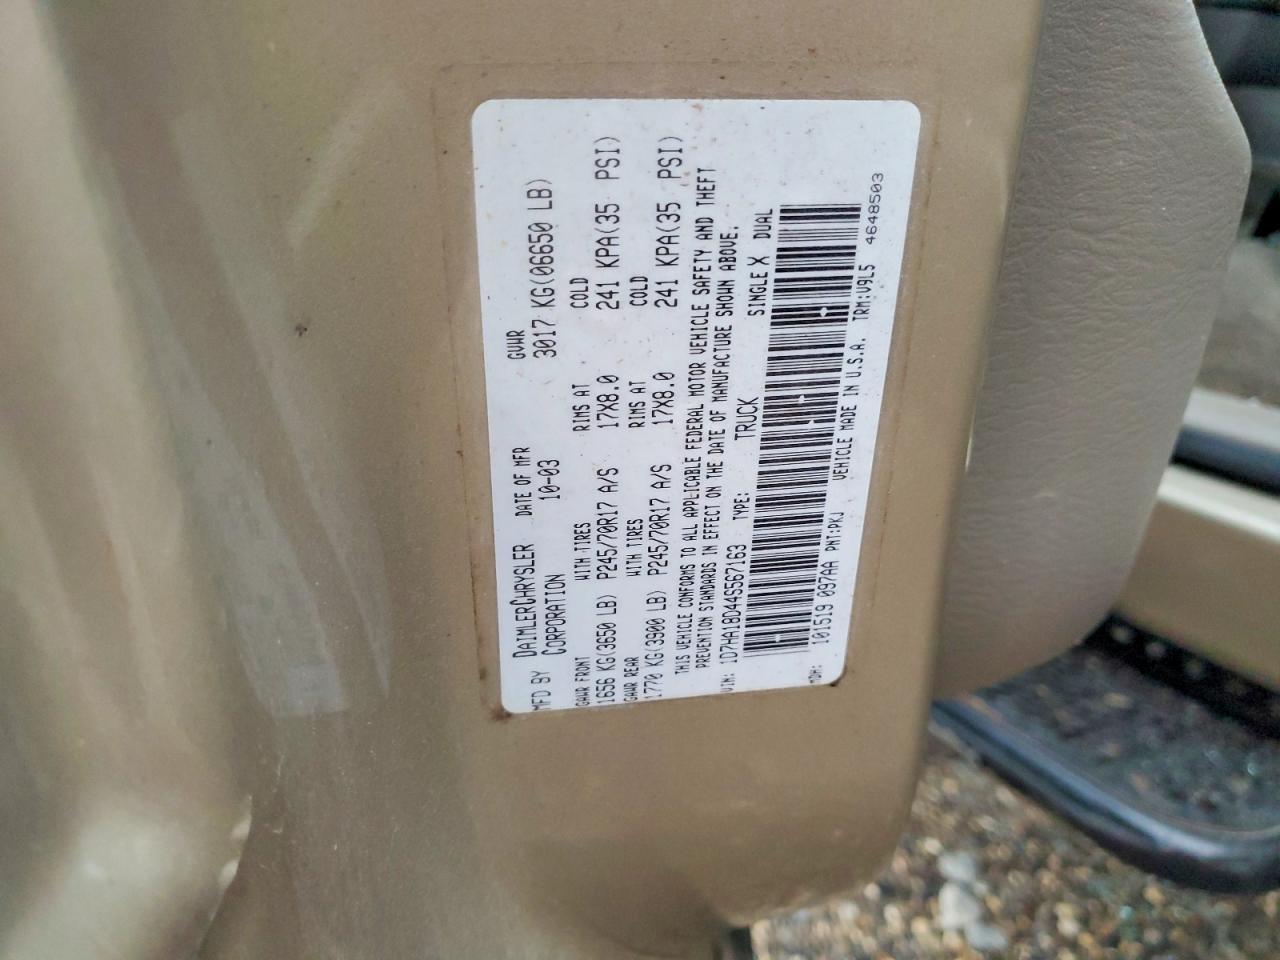 MFD BY DAIMLERCHRYSLER CORPORATION DATE OF MFR 10-03 GVWR 3017 KG(06650 LB)
GAWR FRONT WITH TIRES RIMS AT COLD
1656 KG(3650 LB) P245/70R17 A/S 17X8.0 241 KPA(35 PSI)
GAWR REAR WITH TIRES RIMS AT COLD
1770 KG(3900 LB) P245/70R17 A/S 17X8.0 241 KPA(35 PSI)
THIS VEHICLE CONFORMS TO ALL APPLICABLE FEDERAL MOTOR VEHICLE SAFETY AND THEFT
PREVENTION STANDARDS IN EFFECT ON THE DATE OF MANUFACTURE SHOWN ABOVE.
VIN: 1D7HA18D44S567163 TYPE: TRUCK SINGLE X DUAL
MDH: 101519 097AA PNT:PKJ VEHICLE MADE IN U.S.A. TRM:V9L5 4648503